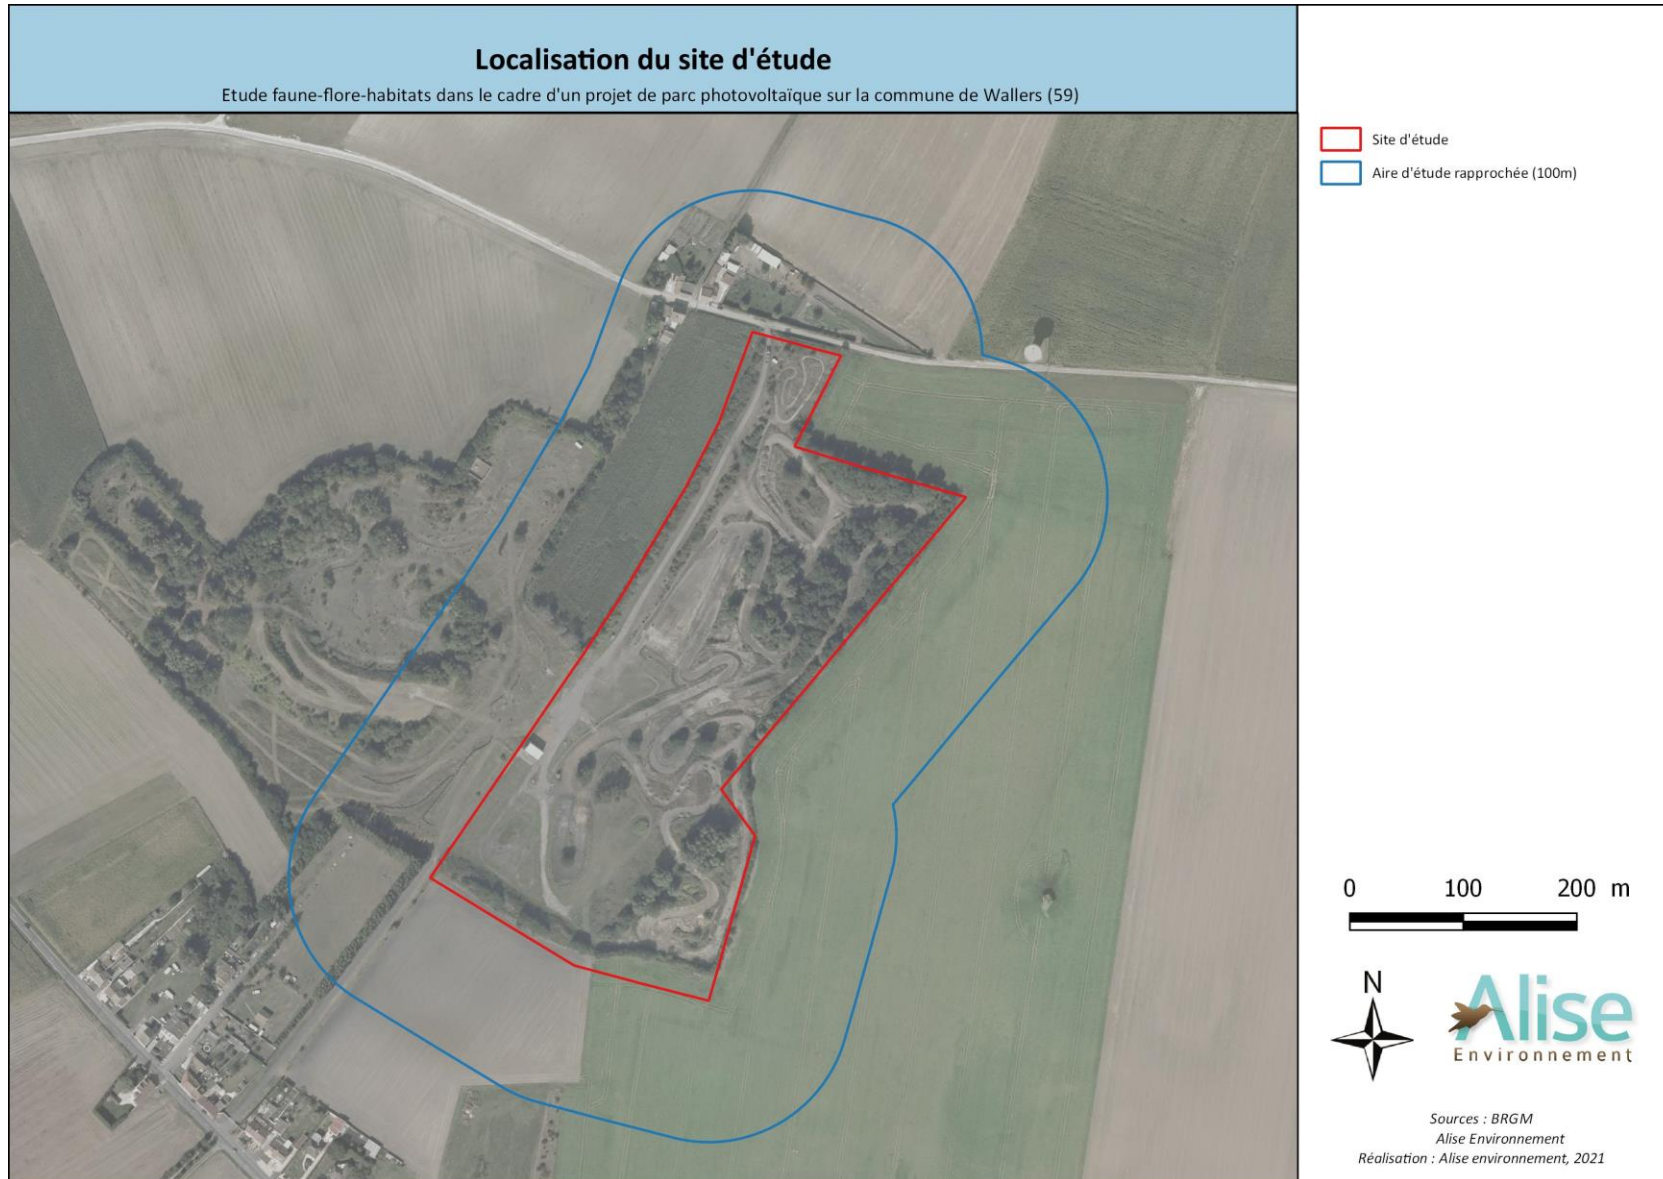 Localisation du site d'étude
Etude faune-flore-habitats dans le cadre d'un projet de parc photovoltaïque sur la commune de Wallers (59)
Site d'étude
Aire d'étude rapprochée (100m)
0 100 200 m
N
Alise
Environnement
Sources : BRGM
Alise Environnement
Réalisation : Alise environnement, 2021